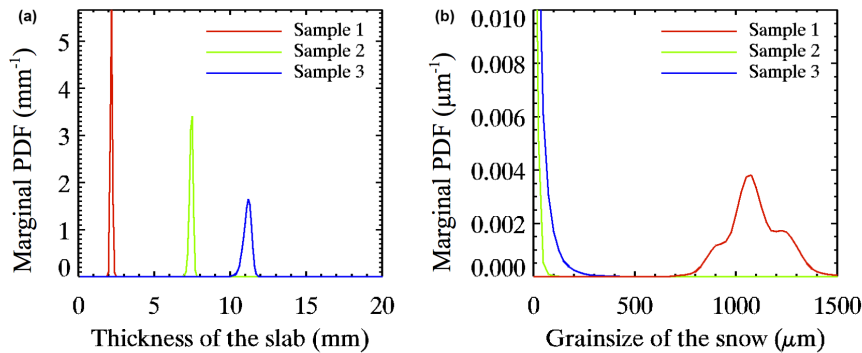 (a)
Sample 1
Sample 2
Sample 3
5
4
3
2
1
0
Marginal PDF (mm⁻¹)
0 5 10 15 20
Thickness of the slab (mm)
(b)
Sample 1
Sample 2
Sample 3
0.010
0.008
0.006
0.004
0.002
0.000
Marginal PDF (μm⁻¹)
0 500 1000 1500
Grainsize of the snow (μm)